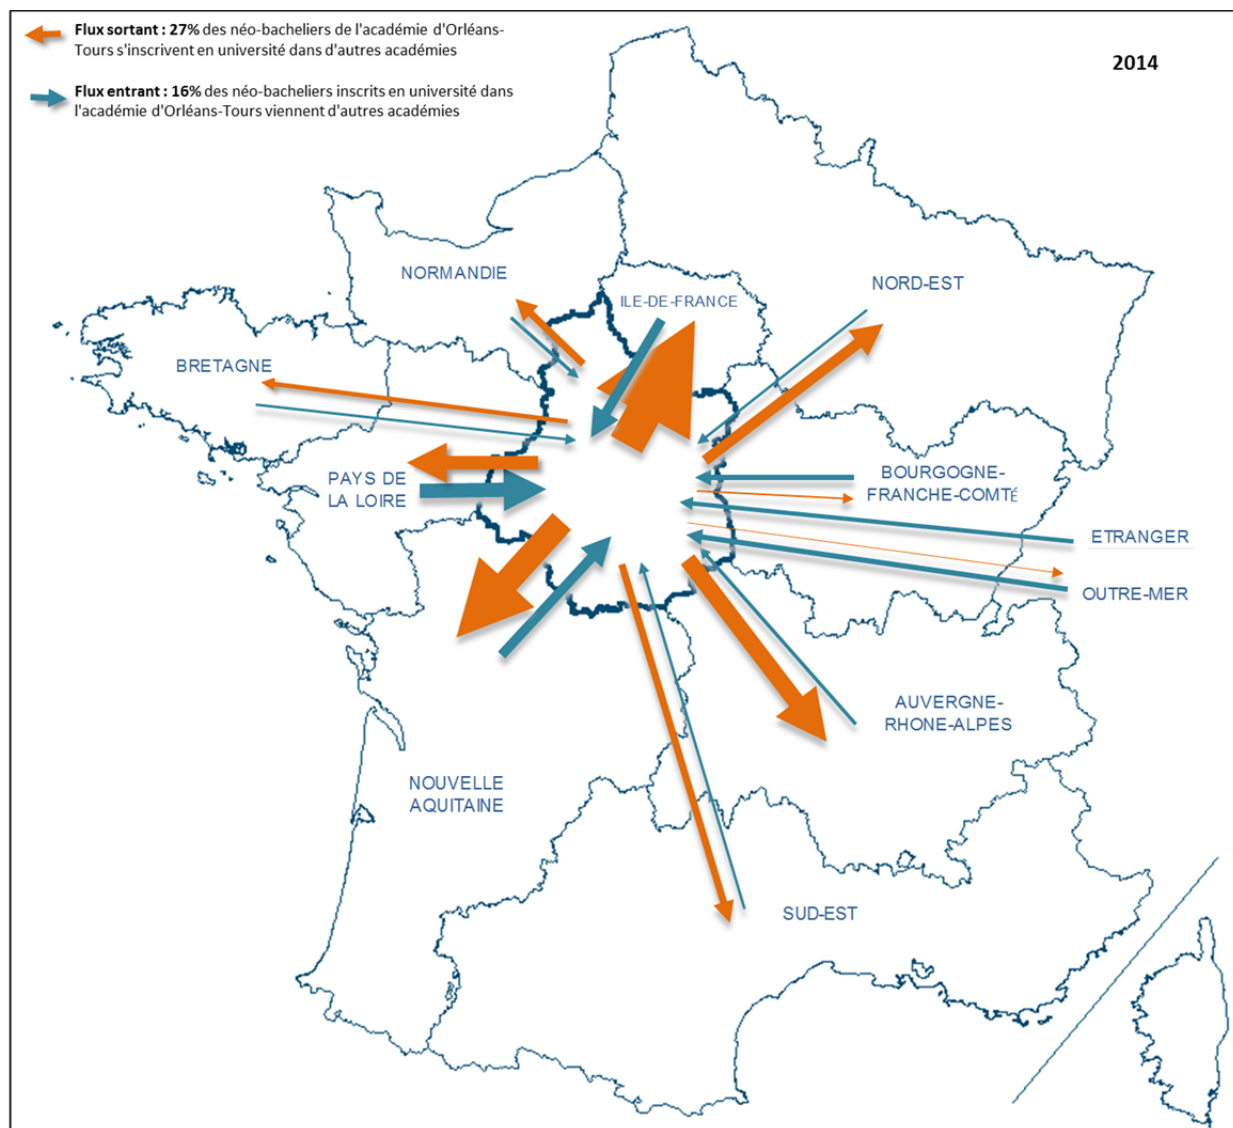 Flux sortant : 27% des néo-bacheliers de l'académie d'Orléans-
Tours s'inscrivent en université dans d'autres académies
2014
Flux entrant : 16% des néo-bacheliers inscrits en université dans
l'académie d'Orléans-Tours viennent d'autres académies
NORMANDIE
ILE-DE-FRANCE
NORD-EST
BRETAGNE
PAYS DE
LA LOIRE
BOURGOGNE-
FRANCHE-COMTÉ
ETRANGER
OUTRE-MER
AUVERGNE-
RHONE-ALPES
NOUVELLE
AQUITAINE
SUD-EST